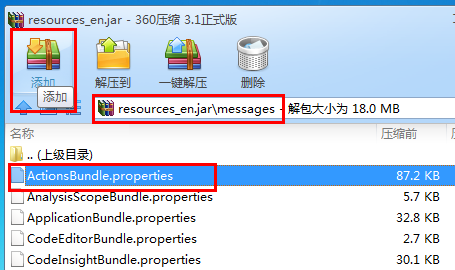 resources_en.jar - 360压缩 3.1正式版
添加 解压到 一键解压 删除
添加
resources_en.jar\messages - 解包大小为 18.0 MB
名称 压缩前
.. (上级目录)
ActionsBundle.properties 87.2 KB
AnalysisScopeBundle.properties 5.7 KB
ApplicationBundle.properties 32.8 KB
CodeEditorBundle.properties 2.7 KB
CodeInsightBundle.properties 30.1 KB